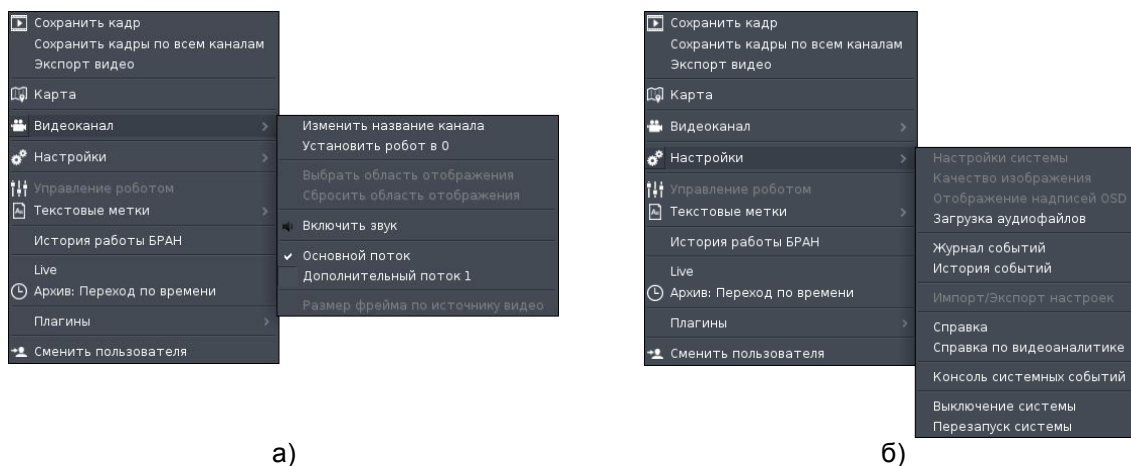 Сохранить кадр
Сохранить кадры по всем каналам
Экспорт видео
Карта
Видеоканал
Настройки
Управление роботом
Текстовые метки
История работы БРАН
Live
Архив: Переход по времени
Плагины
Сменить пользователя
Изменить название канала
Установить робот в 0
Выбрать область отображения
Сбросить область отображения
Включить звук
Основной поток
Дополнительный поток 1
Размер фрейма по источнику видео
а)
Сохранить кадр
Сохранить кадры по всем каналам
Экспорт видео
Карта
Видеоканал
Настройки
Управление роботом
Текстовые метки
История работы БРАН
Live
Архив: Переход по времени
Плагины
Сменить пользователя
Настройки системы
Качество изображения
Отображение надписей OSD
Загрузка аудиофайлов
Журнал событий
История событий
Импорт/Экспорт настроек
Справка
Справка по видеоаналитике
Консоль системных событий
Выключение системы
Перезапуск системы
б)